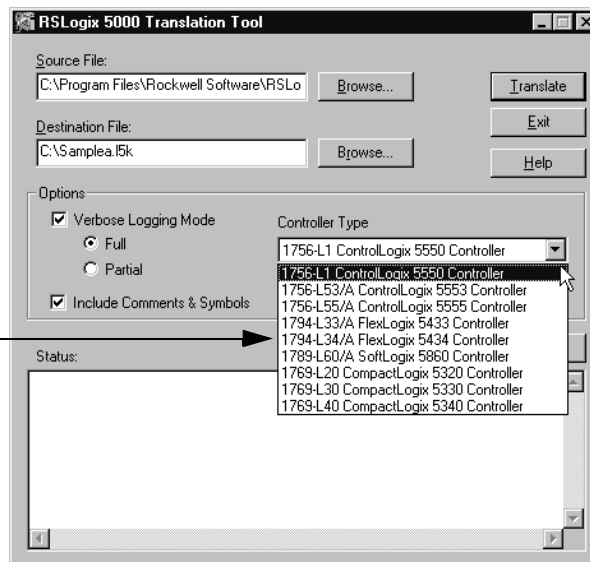 RSLogix 5000 Translation Tool
Source File:
C:\Program Files\Rockwell Software\RSLo
Browse...
Translate
Exit
Destination File:
C:\Samplea.l5k
Browse...
Help
Options
Verbose Logging Mode
Full
Partial
Include Comments & Symbols
Controller Type
1756-L1 ControlLogix 5550 Controller
1756-L1 ControlLogix 5550 Controller
1756-L53/A ControlLogix 5553 Controller
1756-L55/A ControlLogix 5555 Controller
1794-L33/A FlexLogix 5433 Controller
1794-L34/A FlexLogix 5434 Controller
1789-L60/A SoftLogix 5860 Controller
1769-L20 CompactLogix 5320 Controller
1769-L30 CompactLogix 5330 Controller
1769-L40 CompactLogix 5340 Controller
Status: